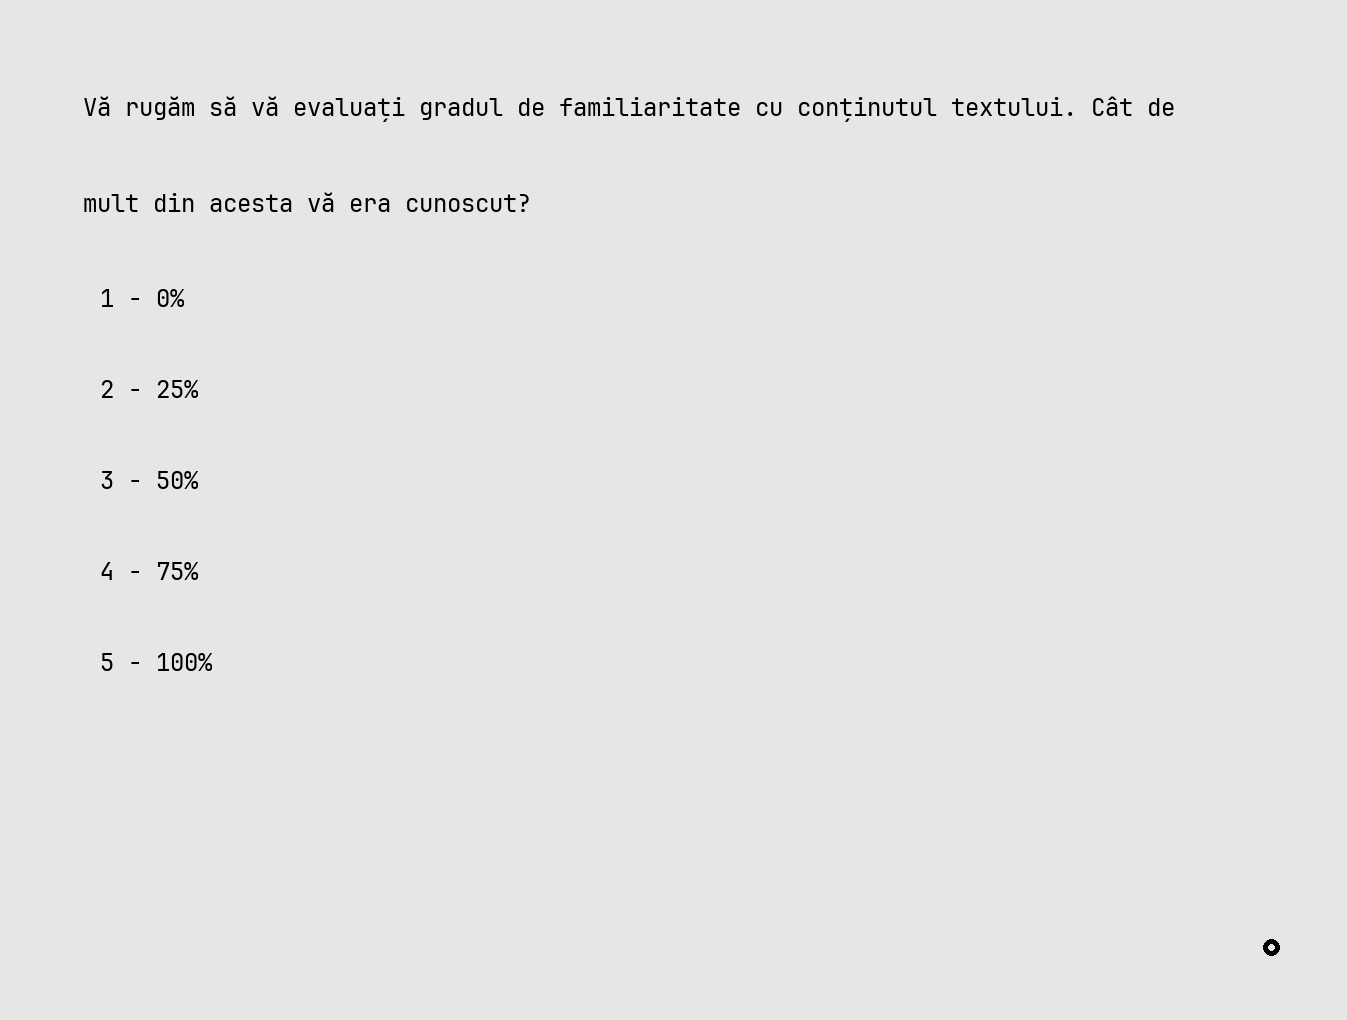 Vă rugăm să vă evaluați gradul de familiaritate cu conținutul textului. Cât de
mult din acesta vă era cunoscut?
1 - 0%
2 - 25%
3 - 50%
4 - 75%
5 - 100%